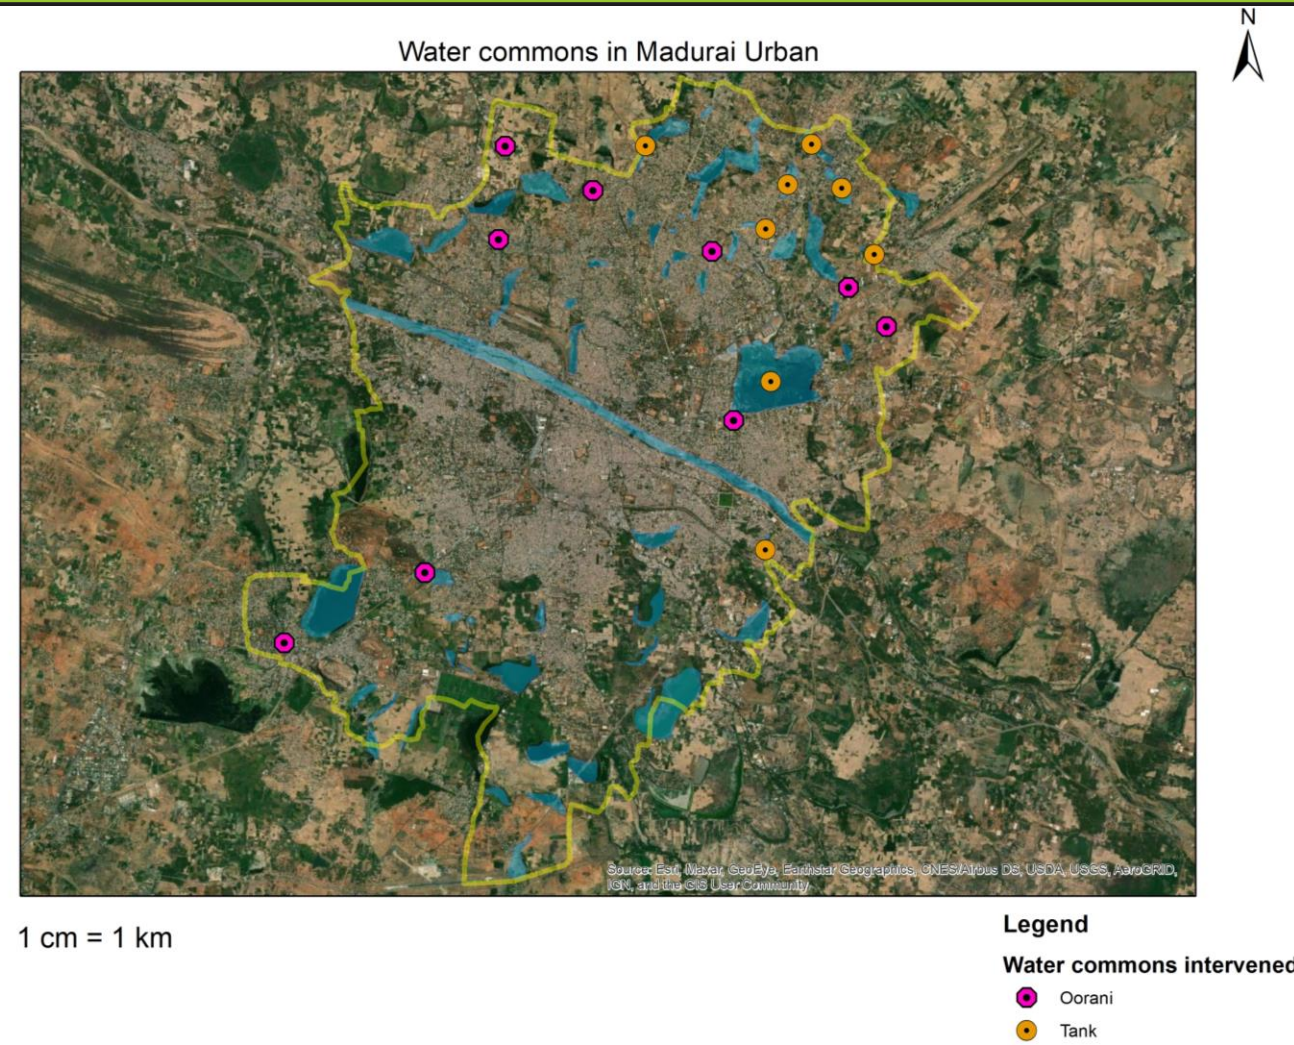 N
Water commons in Madurai Urban
Source: Esri, Maxar, GeoEye, Earthstar Geographics, CNES/Airbus DS, USDA, USGS, AeroGRID,
IGN, and the GIS User Community
1 cm = 1 km
Legend
Water commons intervened
Oorani
Tank